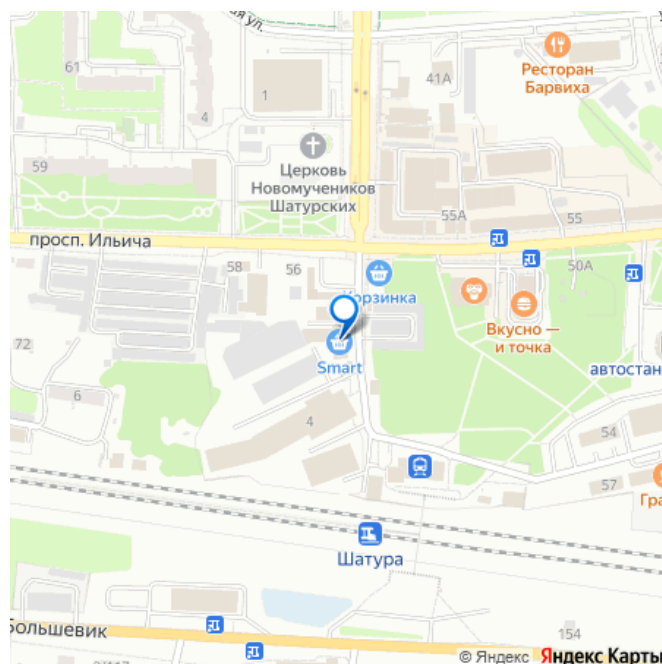 ая ул.
61
4
1
41А
Ресторан
Барвиха
59
Церковь
Новомучеников
Шатурских
55А
55
просп. Ильича
58
56
50А
Корзинка
Вкусно —
и точка
72
Smart
автостан
6
4
54
57
Гра
Шатура
Большевик
154
© Яндекс Яндекс Карты